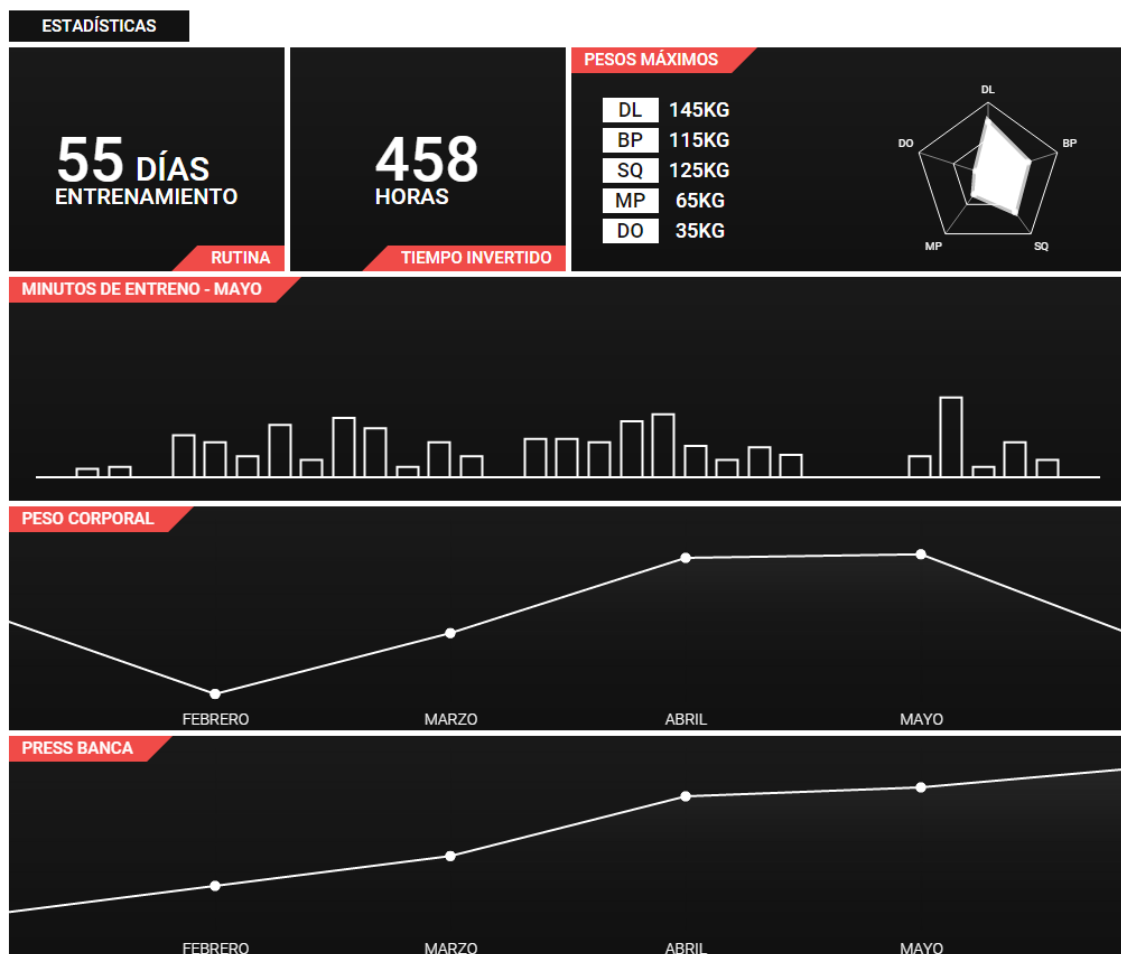 ESTADÍSTICAS
55 DÍAS
ENTRENAMIENTO
RUTINA
458
HORAS
TIEMPO INVERTIDO
PESOS MÁXIMOS
DL 145KG
BP 115KG
SQ 125KG
MP 65KG
DO 35KG
DL
DO
BP
MP
SQ
MINUTOS DE ENTRENO - MAYO
PESO CORPORAL
FEBRERO MARZO ABRIL MAYO
PRESS BANCA
FEBRERO MARZO ABRIL MAYO